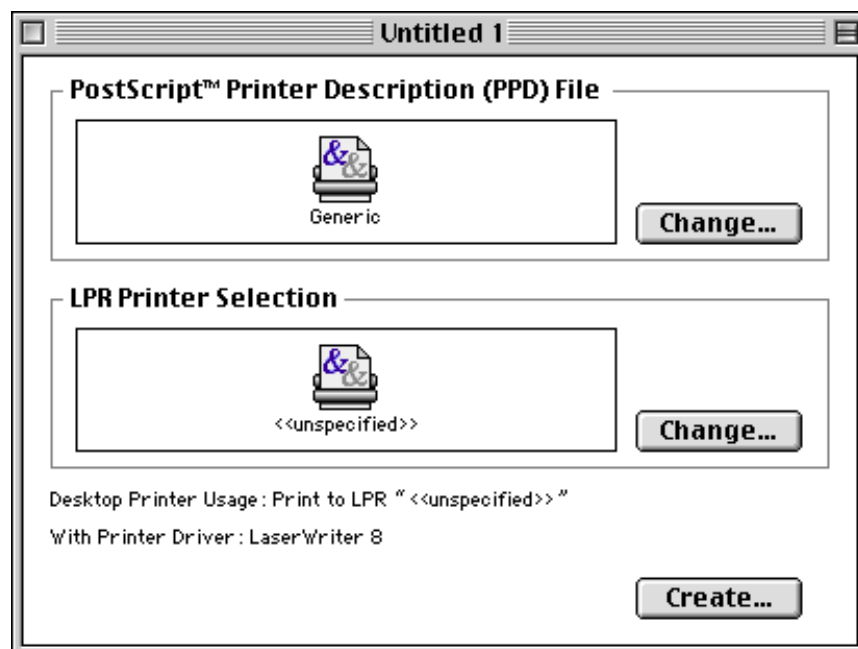 Untitled 1
PostScript™ Printer Description (PPD) File
Generic
Change...
LPR Printer Selection
<<unspecified>>
Change...
Desktop Printer Usage : Print to LPR “<<unspecified>>”
With Printer Driver : LaserWriter 8
Create...